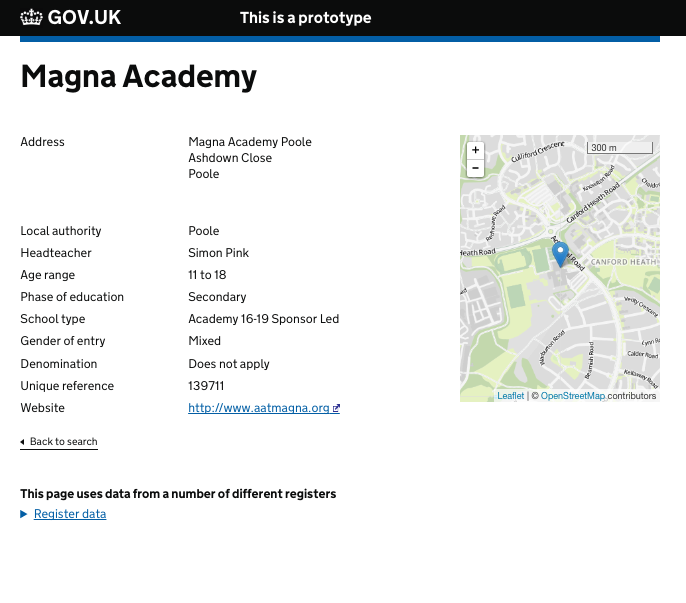 GOV.UK
This is a prototype
Magna Academy
Address
Magna Academy Poole
Ashdown Close
Poole
Local authority Poole
Headteacher Simon Pink
Age range 11 to 18
Phase of education Secondary
School type Academy 16-19 Sponsor Led
Gender of entry Mixed
Denomination Does not apply
Unique reference 139711
Website http://www.aatmagna.org
Back to search
This page uses data from a number of different registers
Register data
+
−
300 m
Culliford Crescent
Knowlton Road
Canford Heath Road
Heath Road
CANFORD HEATH
Verity Crescent
Warburton Road
Calder Road
Kellaway Road
Leaflet | © OpenStreetMap contributors